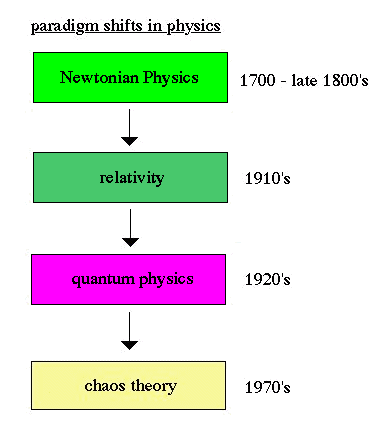 paradigm shifts in physics
Newtonian Physics
1700 - late 1800's
relativity
1910's
quantum physics
1920's
chaos theory
1970's